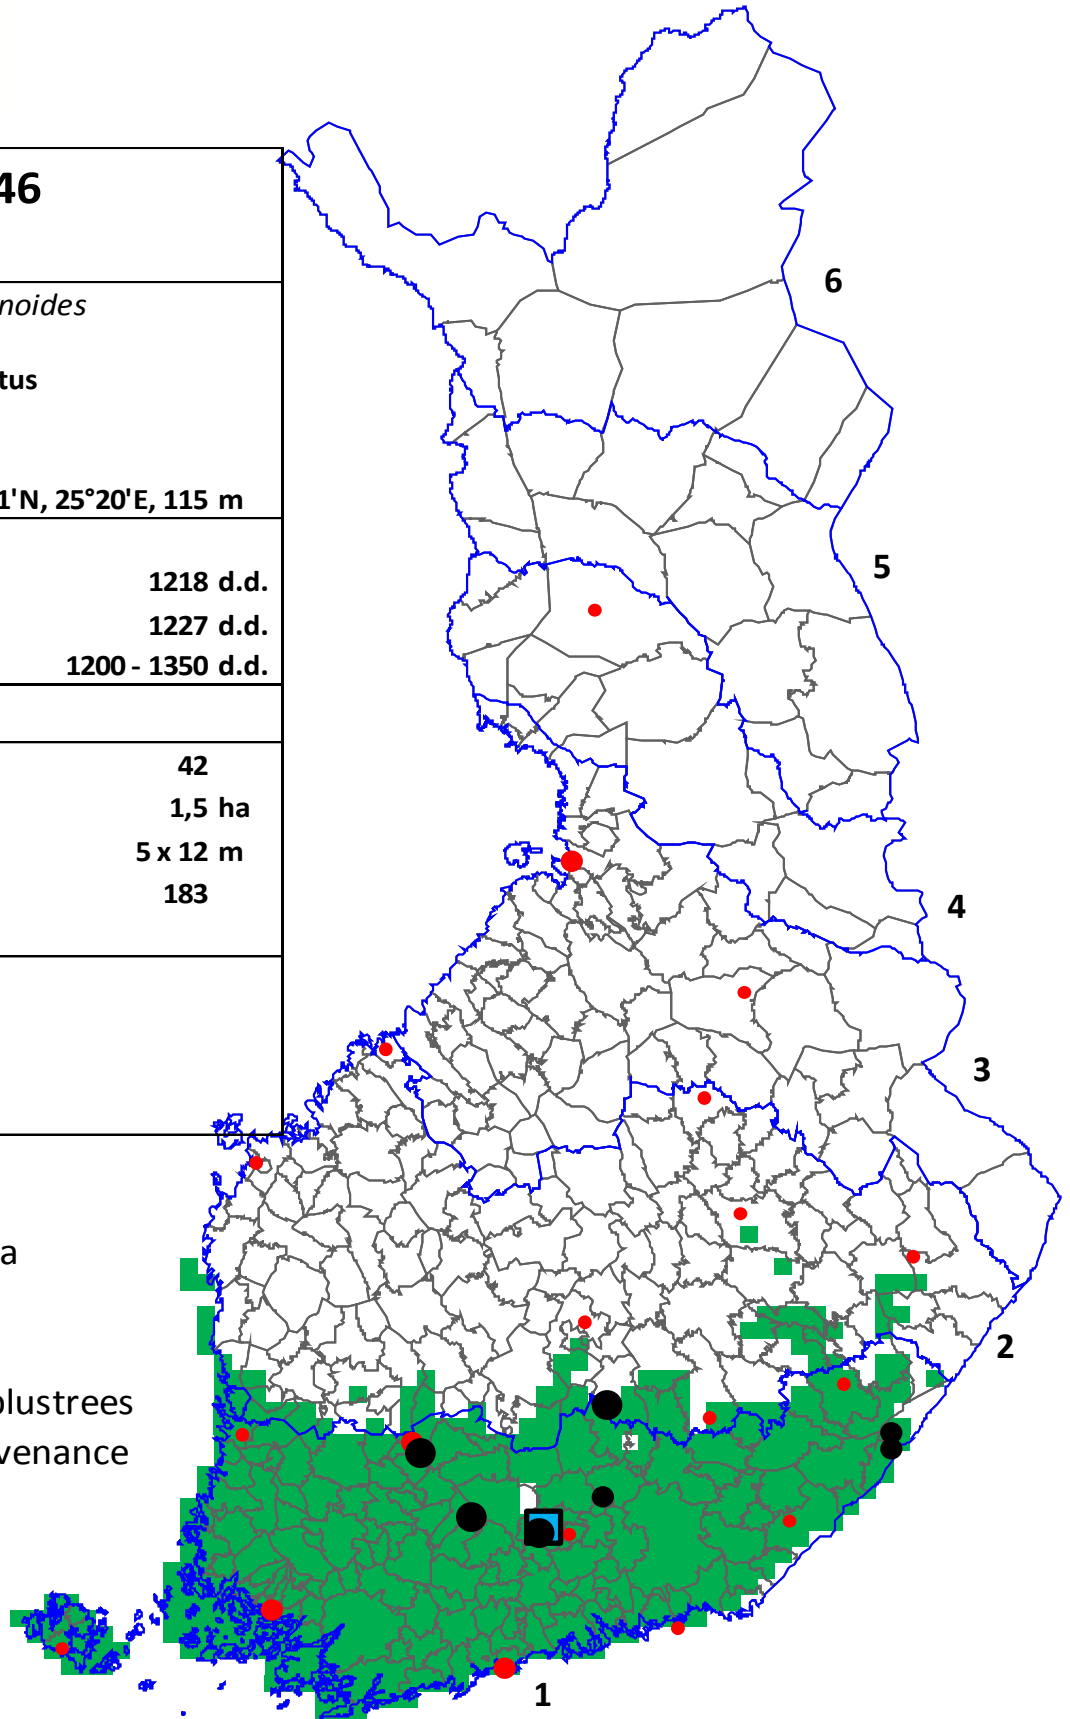 46
noides
tus
1'N, 25°20'E, 115 m
1218 d.d.
1227 d.d.
1200 - 1350 d.d.
42
1,5 ha
5 x 12 m
183
a
plustrees
venance
6
5
4
3
2
1